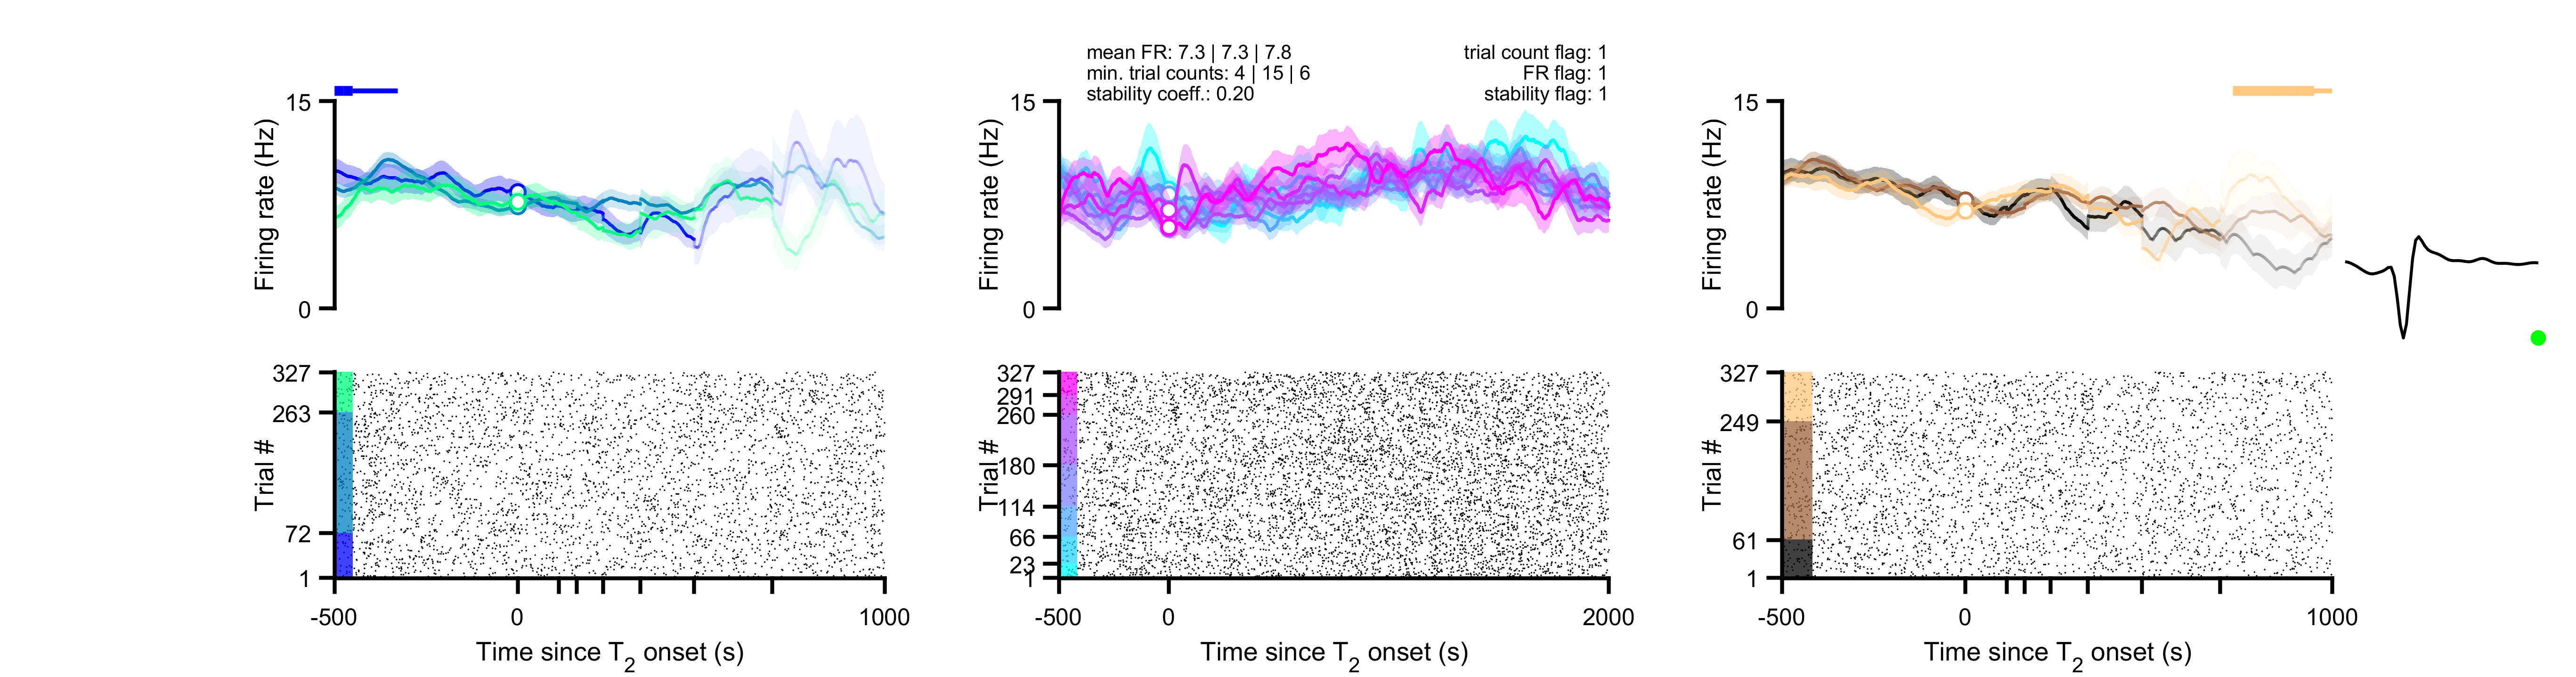 mean FR: 7.3 | 7.3 | 7.8
min. trial counts: 4 | 15 | 6
stability coeff.: 0.20
trial count flag: 1
FR flag: 1
stability flag: 1
15
0
Firing rate (Hz)
15
0
Firing rate (Hz)
15
0
Firing rate (Hz)
327
263
72
1
Trial #
-500
0
1000
Time since T2 onset (s)
327
291
260
180
114
66
23
1
Trial #
-500
0
2000
Time since T2 onset (s)
327
249
61
1
Trial #
-500
0
1000
Time since T2 onset (s)